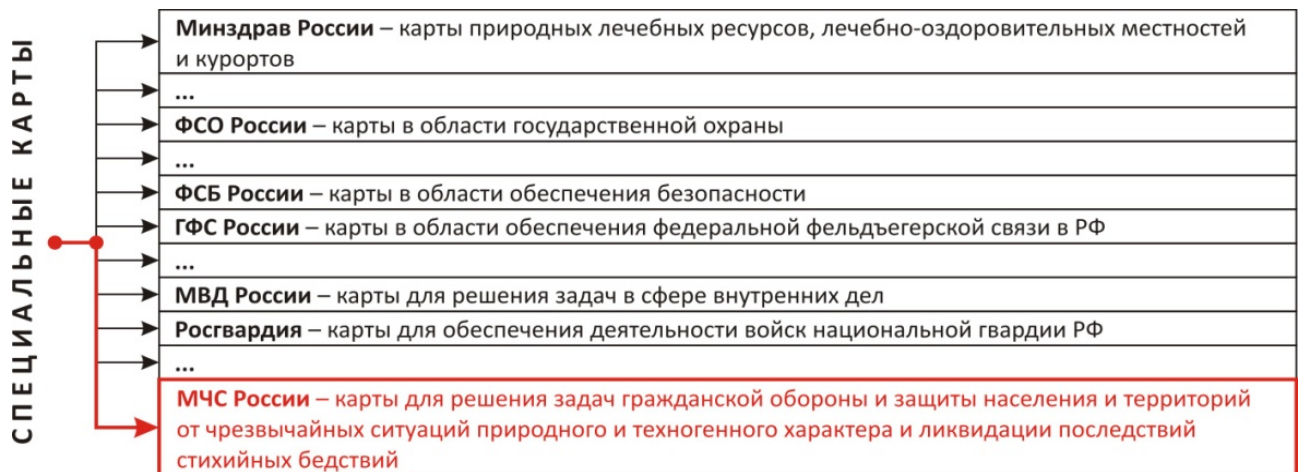 СПЕЦИАЛЬНЫЕ КАРТЫ
Минздрав России – карты природных лечебных ресурсов, лечебно-оздоровительных местностей
и курортов
...
ФСО России – карты в области государственной охраны
...
ФСБ России – карты в области обеспечения безопасности
ГФС России – карты в области обеспечения федеральной фельдъегерской связи в РФ
...
МВД России – карты для решения задач в сфере внутренних дел
Росгвардия – карты для обеспечения деятельности войск национальной гвардии РФ
...
МЧС России – карты для решения задач гражданской обороны и защиты населения и территорий
от чрезвычайных ситуаций природного и техногенного характера и ликвидации последствий
стихийных бедствий